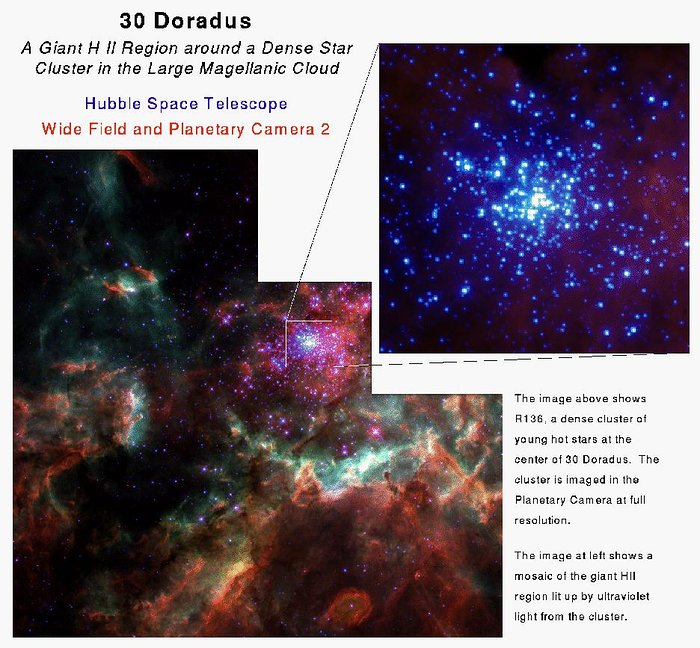 30 Doradus
A Giant H II Region around a Dense Star
Cluster in the Large Magellanic Cloud
Hubble Space Telescope
Wide Field and Planetary Camera 2
The image above shows
R136, a dense cluster of
young hot stars at the
center of 30 Doradus. The
cluster is imaged in the
Planetary Camera at full
resolution.
The image at left shows a
mosaic of the giant HII
region lit up by ultraviolet
light from the cluster.